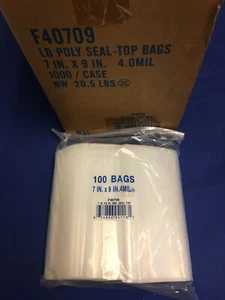 F40709
LD POLY SEAL-TOP BAGS
7 IN. X 9 IN. 4.0MIL
1000 / CASE
NW 20.5 LBS
100 BAGS
7 IN. x 9 IN. 4MIL
F40709